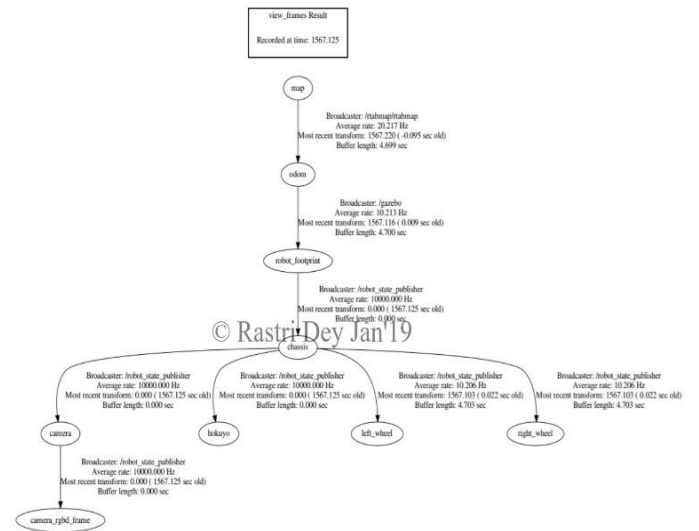 view_frames Result
Recorded at time: 1567.125
map
Broadcaster: /rtabmap/rtabmap
Average rate: 20.217 Hz
Most recent transform: 1567.220 ( -0.095 sec old)
Buffer length: 4.699 sec
odom
Broadcaster: /gazebo
Average rate: 10.213 Hz
Most recent transform: 1567.116 ( 0.009 sec old)
Buffer length: 4.700 sec
robot_footprint
Broadcaster: /robot_state_publisher
Average rate: 10000.000 Hz
Most recent transform: 0.000 ( 1567.125 sec old)
Buffer length: 0.000 sec
© Rastri Dey Jan'19
chassis
Broadcaster: /robot_state_publisher
Average rate: 10000.000 Hz
Most recent transform: 0.000 ( 1567.125 sec old)
Buffer length: 0.000 sec
Broadcaster: /robot_state_publisher
Average rate: 10000.000 Hz
Most recent transform: 0.000 ( 1567.125 sec old)
Buffer length: 0.000 sec
Broadcaster: /robot_state_publisher
Average rate: 10.206 Hz
Most recent transform: 1567.103 ( 0.022 sec old)
Buffer length: 4.703 sec
Broadcaster: /robot_state_publisher
Average rate: 10.206 Hz
Most recent transform: 1567.103 ( 0.022 sec old)
Buffer length: 4.703 sec
camera
hokuyo
left_wheel
right_wheel
Broadcaster: /robot_state_publisher
Average rate: 10000.000 Hz
Most recent transform: 0.000 ( 1567.125 sec old)
Buffer length: 0.000 sec
camera_rgbd_frame